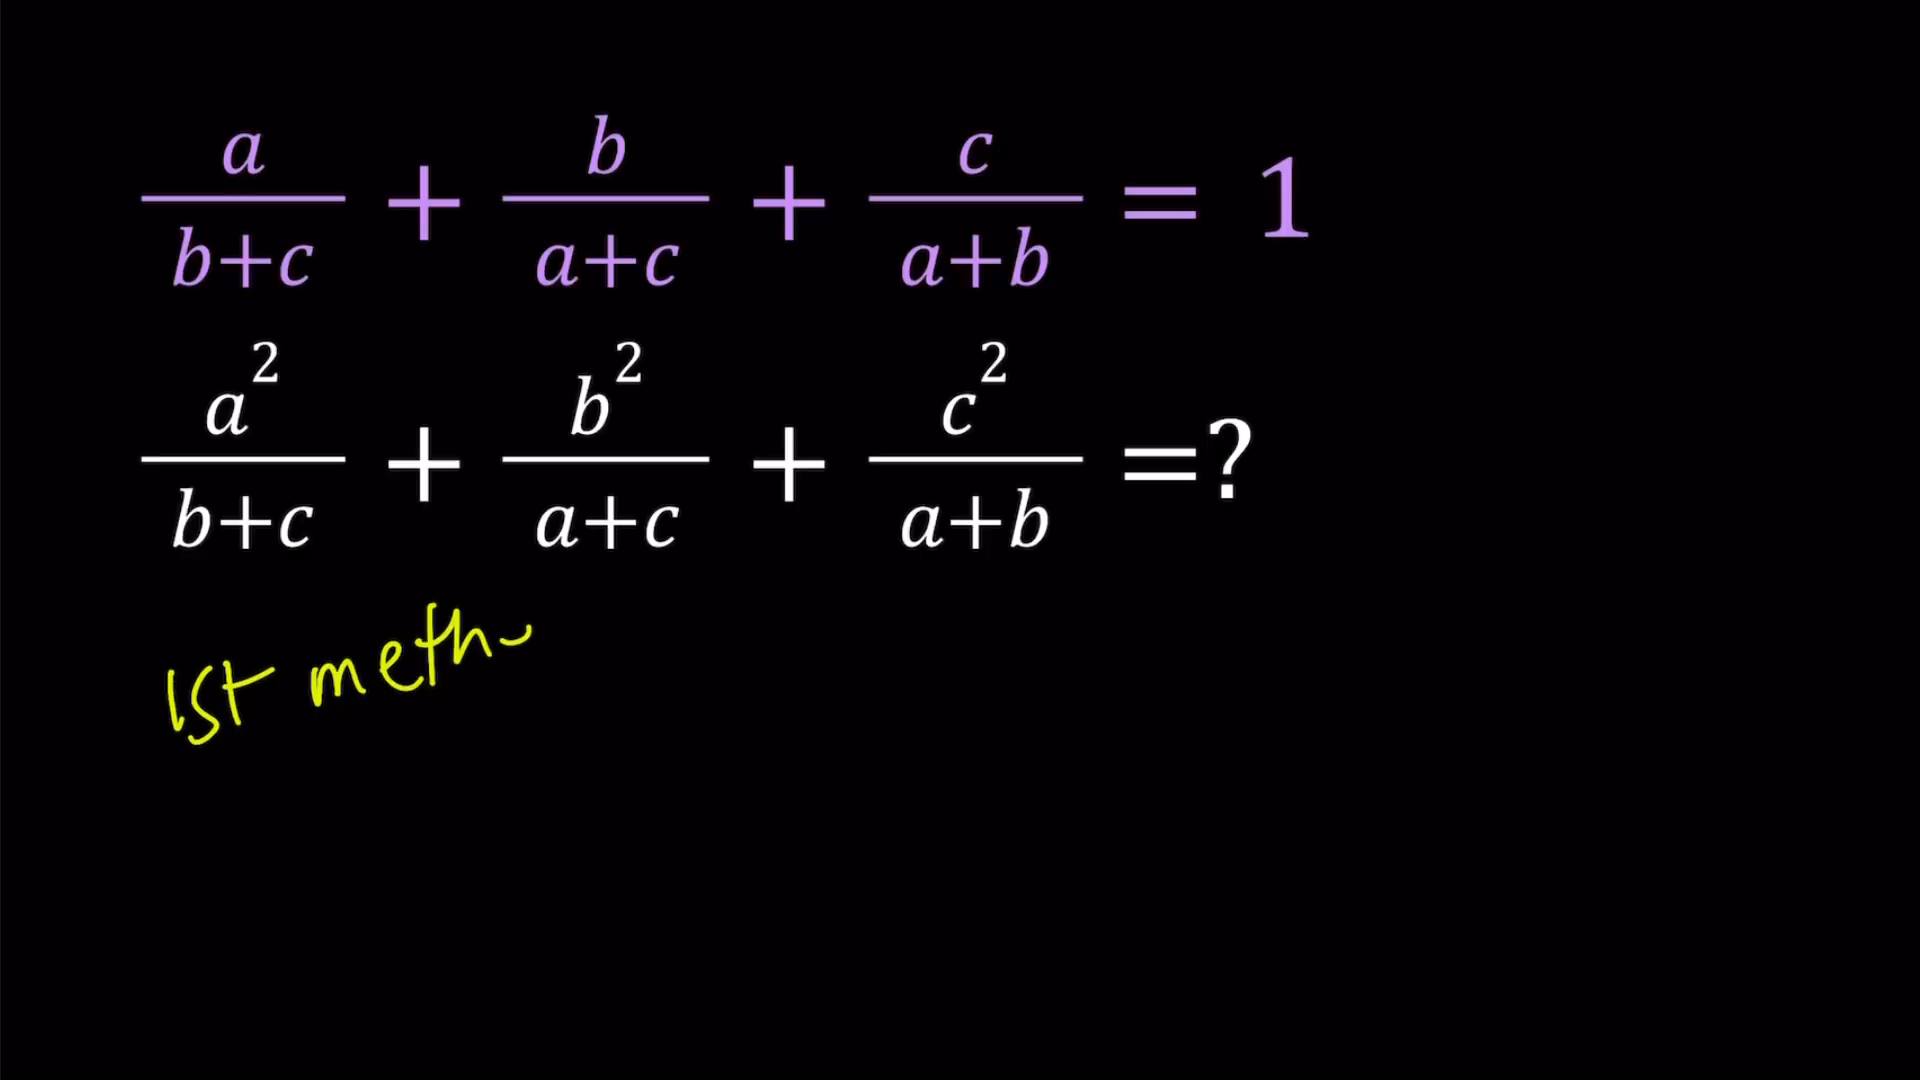 a/(b+c) + b/(a+c) + c/(a+b) = 1
a²/(b+c) + b²/(a+c) + c²/(a+b) =?
1st meth